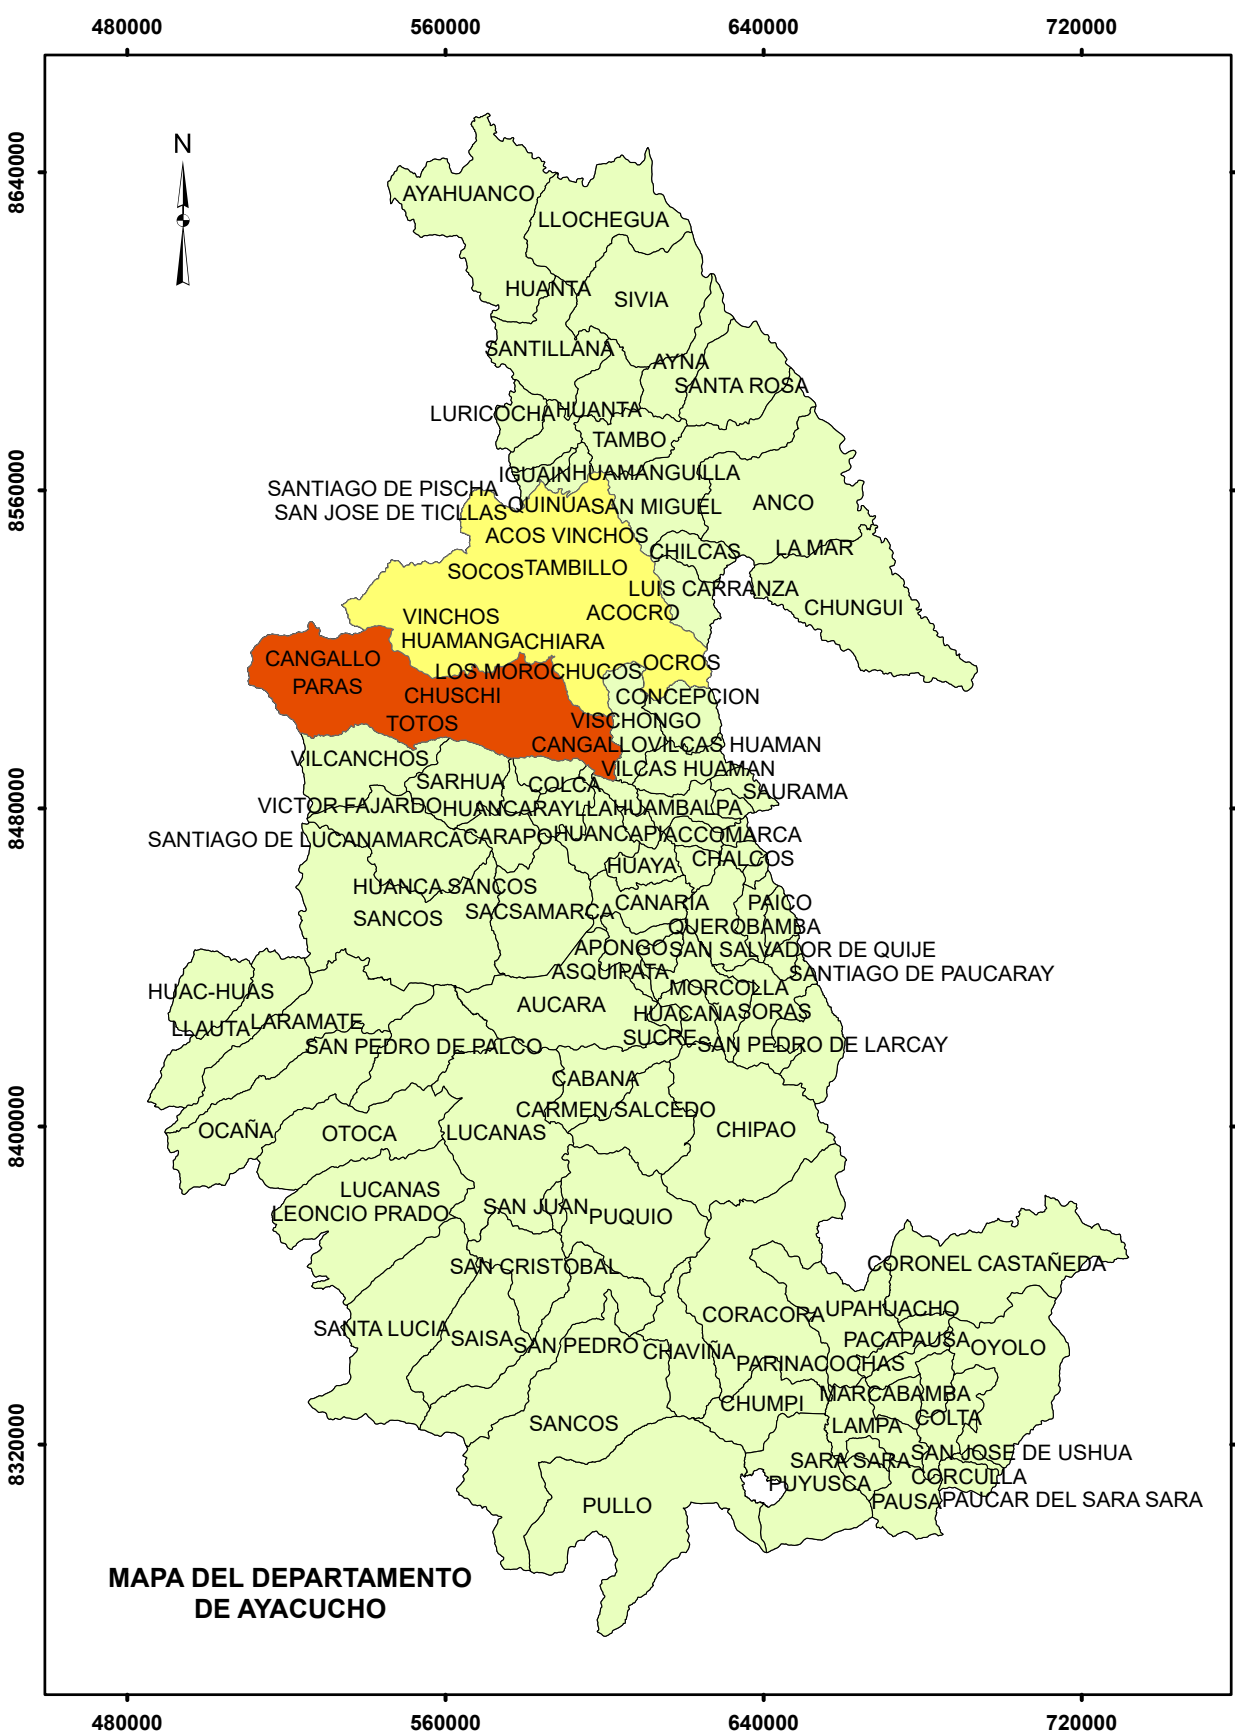 480000 560000 640000 720000
N
8640000
8560000
8480000
8400000
8320000
AYAHUANCO
LLOCHEGUA
HUANTA
SIVIA
SANTILLANA
AYNA
SANTA ROSA
LURICOCHA
HUANTA
TAMBO
IGUAIN
HUAMANGUILLA
SANTIAGO DE PISCHA
SAN JOSE DE TICLLAS
QUINUA
SAN MIGUEL
ANCO
ACOS VINCHOS
CHILCAS
LA MAR
SOCOS
TAMBILLO
LUIS CARRANZA
CHUNGUI
VINCHOS
ACOCRO
HUAMANGA
CHIARA
CANGALLO
LOS MOROCHUCOS
OCROS
PARAS
CHUSCHI
CONCEPCION
TOTOS
VISCHONGO
CANGALLO
VILCAS HUAMAN
VILCANCHOS
VILCAS HUAMAN
SARHUA
COLCA
SAURAMA
VICTOR FAJARDO
HUANCARAYLLA
HUAMBALPA
SANTIAGO DE LUCANAMARCA
CARAPO
HUANCAPI
ACCOMARCA
HUAYA
CHALCOS
HUANCA SANCOS
SANCOS
SACSAMARCA
CANARIA
PAICO
QUEROBAMBA
APONGO
SAN SALVADOR DE QUIJE
ASQUIPATA
SANTIAGO DE PAUCARAY
HUAC-HUAS
MORCOLLA
AUCARA
HUACAÑA
SORAS
LLAUTA
LARAMATE
SUCRE
SAN PEDRO DE PALCO
SAN PEDRO DE LARCAY
CABANA
CARMEN SALCEDO
OCAÑA
OTOCA
LUCANAS
CHIPAO
LUCANAS
LEONCIO PRADO
SAN JUAN
PUQUIO
SAN CRISTOBAL
CORONEL CASTAÑEDA
CORACORA
UPAHUACHO
SANTA LUCIA
SAISA
SAN PEDRO
CHAVIÑA
PACAPAUSA
OYOLO
PARINACOCHAS
CHUMPI
MARCABAMBA
SANCOS
LAMPA
COLTA
SARA SARA
SAN JOSE DE USHUA
PUYUSCA
CORCULLA
PULLO
PAUSA
PAUCAR DEL SARA SARA
MAPA DEL DEPARTAMENTO
DE AYACUCHO
480000 560000 640000 720000